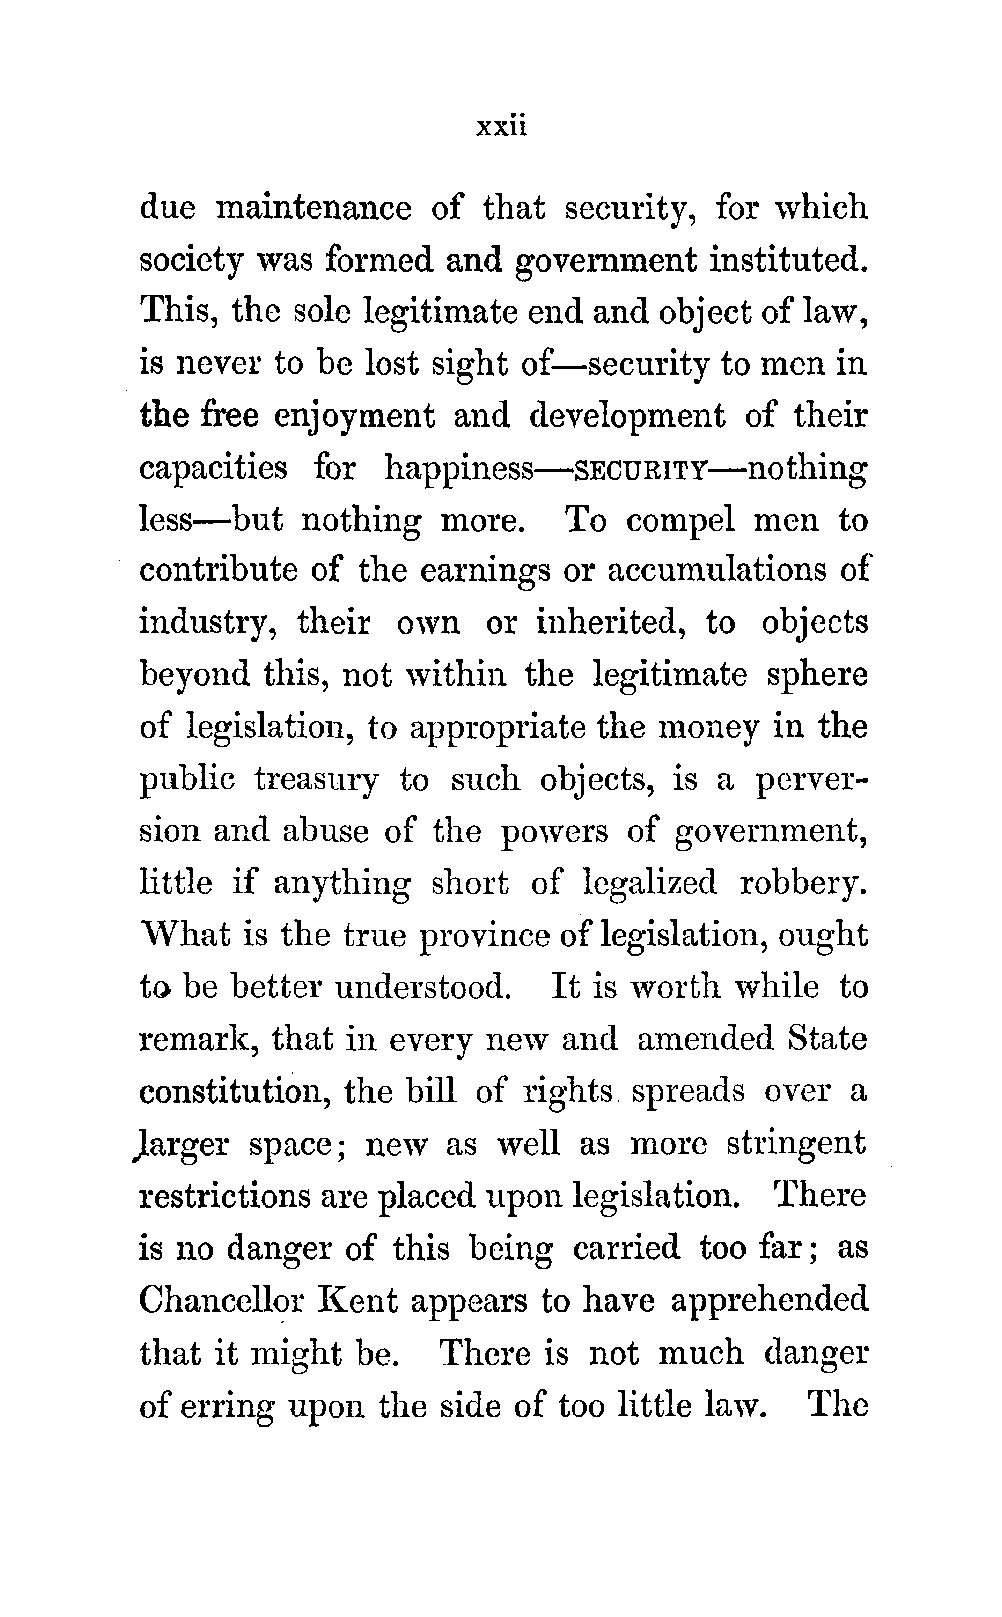 xxii
due maintenance of that security, for which
society was formed and government instituted.
This, the sole legitimate end and object of law,
is never to be lost sight of—security to men in
the free enjoyment and development of their
capacities for happiness—SECURITY—nothing
less—but nothing more. To compel men to
contribute of the earnings or accumulations of
industry, their own or inherited, to objects
beyond this, not within the legitimate sphere
of legislation, to appropriate the money in the
public treasury to such objects, is a perver-
sion and abuse of the powers of government,
little if anything short of legalized robbery.
What is the true province of legislation, ought
to be better understood. It is worth while to
remark, that in every new and amended State
constitution, the bill of rights spreads over a
larger space; new as well as more stringent
restrictions are placed upon legislation. There
is no danger of this being carried too far; as
Chancellor Kent appears to have apprehended
that it might be. There is not much danger
of erring upon the side of too little law. The